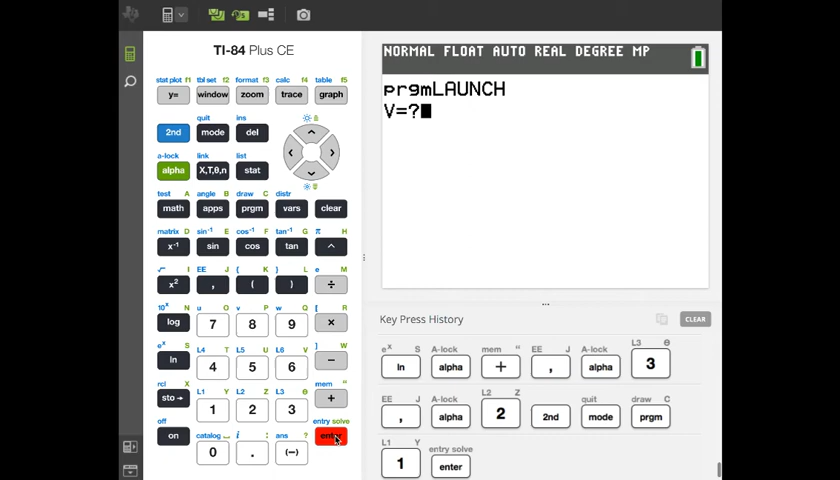 TI-84 Plus CE
stat plot f1 tbl set f2 format f3 calc f4 table f5
y= window zoom trace graph
quit ins
2nd mode del
a-lock link list
alpha X,T,θ,n stat
test A angle B draw C distr
math apps prgm vars clear
matrix D sin⁻¹ E cos⁻¹ F tan⁻¹ G π H
x⁻¹ sin cos tan ^
√ I EE J { K } L e M
x² , ( ) ÷
10ˣ N u O v P w Q [ R
log 7 8 9 ×
eˣ S L4 T L5 U L6 V ] W
ln 4 5 6 −
rcl X L1 Y L2 Z L3 θ mem "
sto→ 1 2 3 +
off catalog ⎵ i : ans ? entry solve
on 0 . (−) enter
NORMAL FLOAT AUTO REAL DEGREE MP
prgmLAUNCH
V=?
Key Press History
CLEAR
eˣ S A-lock mem " EE J A-lock L3 θ
ln alpha + , alpha 3
EE J A-lock L2 Z quit draw C
, alpha 2 2nd mode prgm
L1 Y entry solve
1 enter